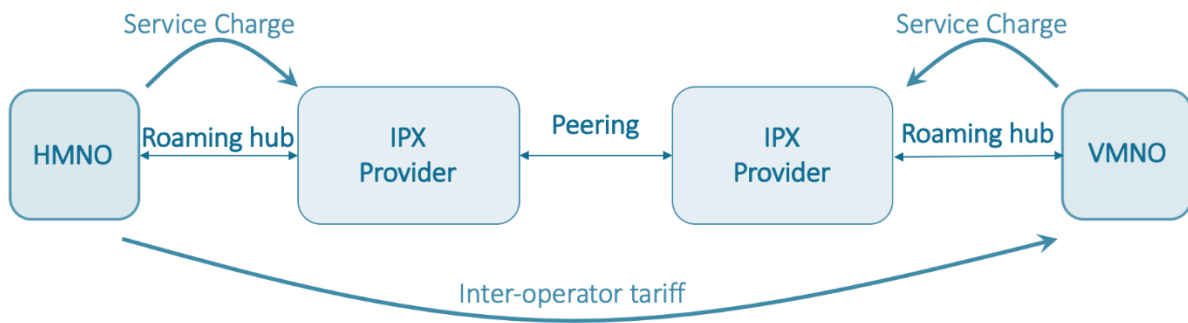 Service Charge
Service Charge
HMNO
Roaming hub
IPX
Provider
Peering
IPX
Provider
Roaming hub
VMNO
Inter-operator tariff